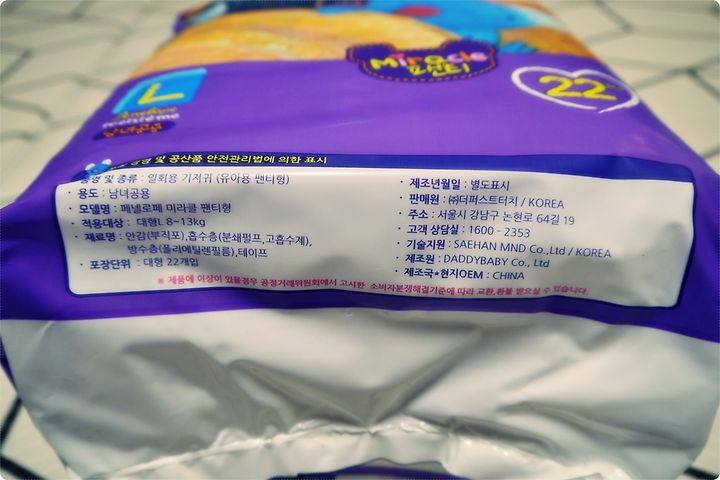 Miracle
팬티
22
L
남녀공용
및 공산품 안전관리법에 의한 표시
품명 및 종류 : 일회용 기저귀 (유아용 팬티형)
· 용도 : 남녀공용
· 모델명 : 페넬로페 미라클 팬티형
· 적용대상 : 대형L 8~13kg
· 재료명 : 안감(부직포),흡수층(분쇄펄프,고흡수제),
방수층(폴리에틸렌필름),테이프
· 포장단위 : 대형 22개입
· 제조년월일 : 별도표시
· 판매원 : ㈜더퍼스트터치 / KOREA
· 주소 : 서울시 강남구 논현로 64길 19
· 고객 상담실 : 1600 - 2353
· 기술지원 : SAEHAN MND Co.,Ltd / KOREA
· 제조원 : DADDYBABY Co., Ltd
· 제조국*현지OEM : CHINA
※ 제품에 이상이 있을경우 공정거래위원회에서 고시한 소비자분쟁해결기준에 따라 교환,환불 받으실 수 있습니다.